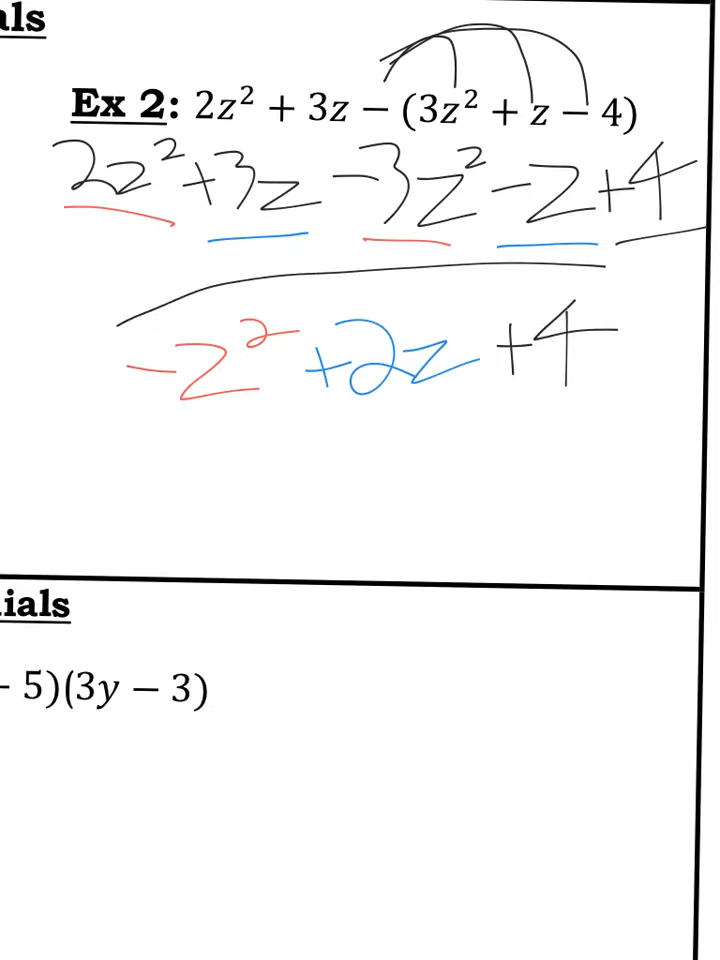 als
Ex 2: 2z² + 3z − (3z² + z − 4)
2z² +3z −3z² −z +4
−z² +2z +4
ials
- 5)(3y − 3)